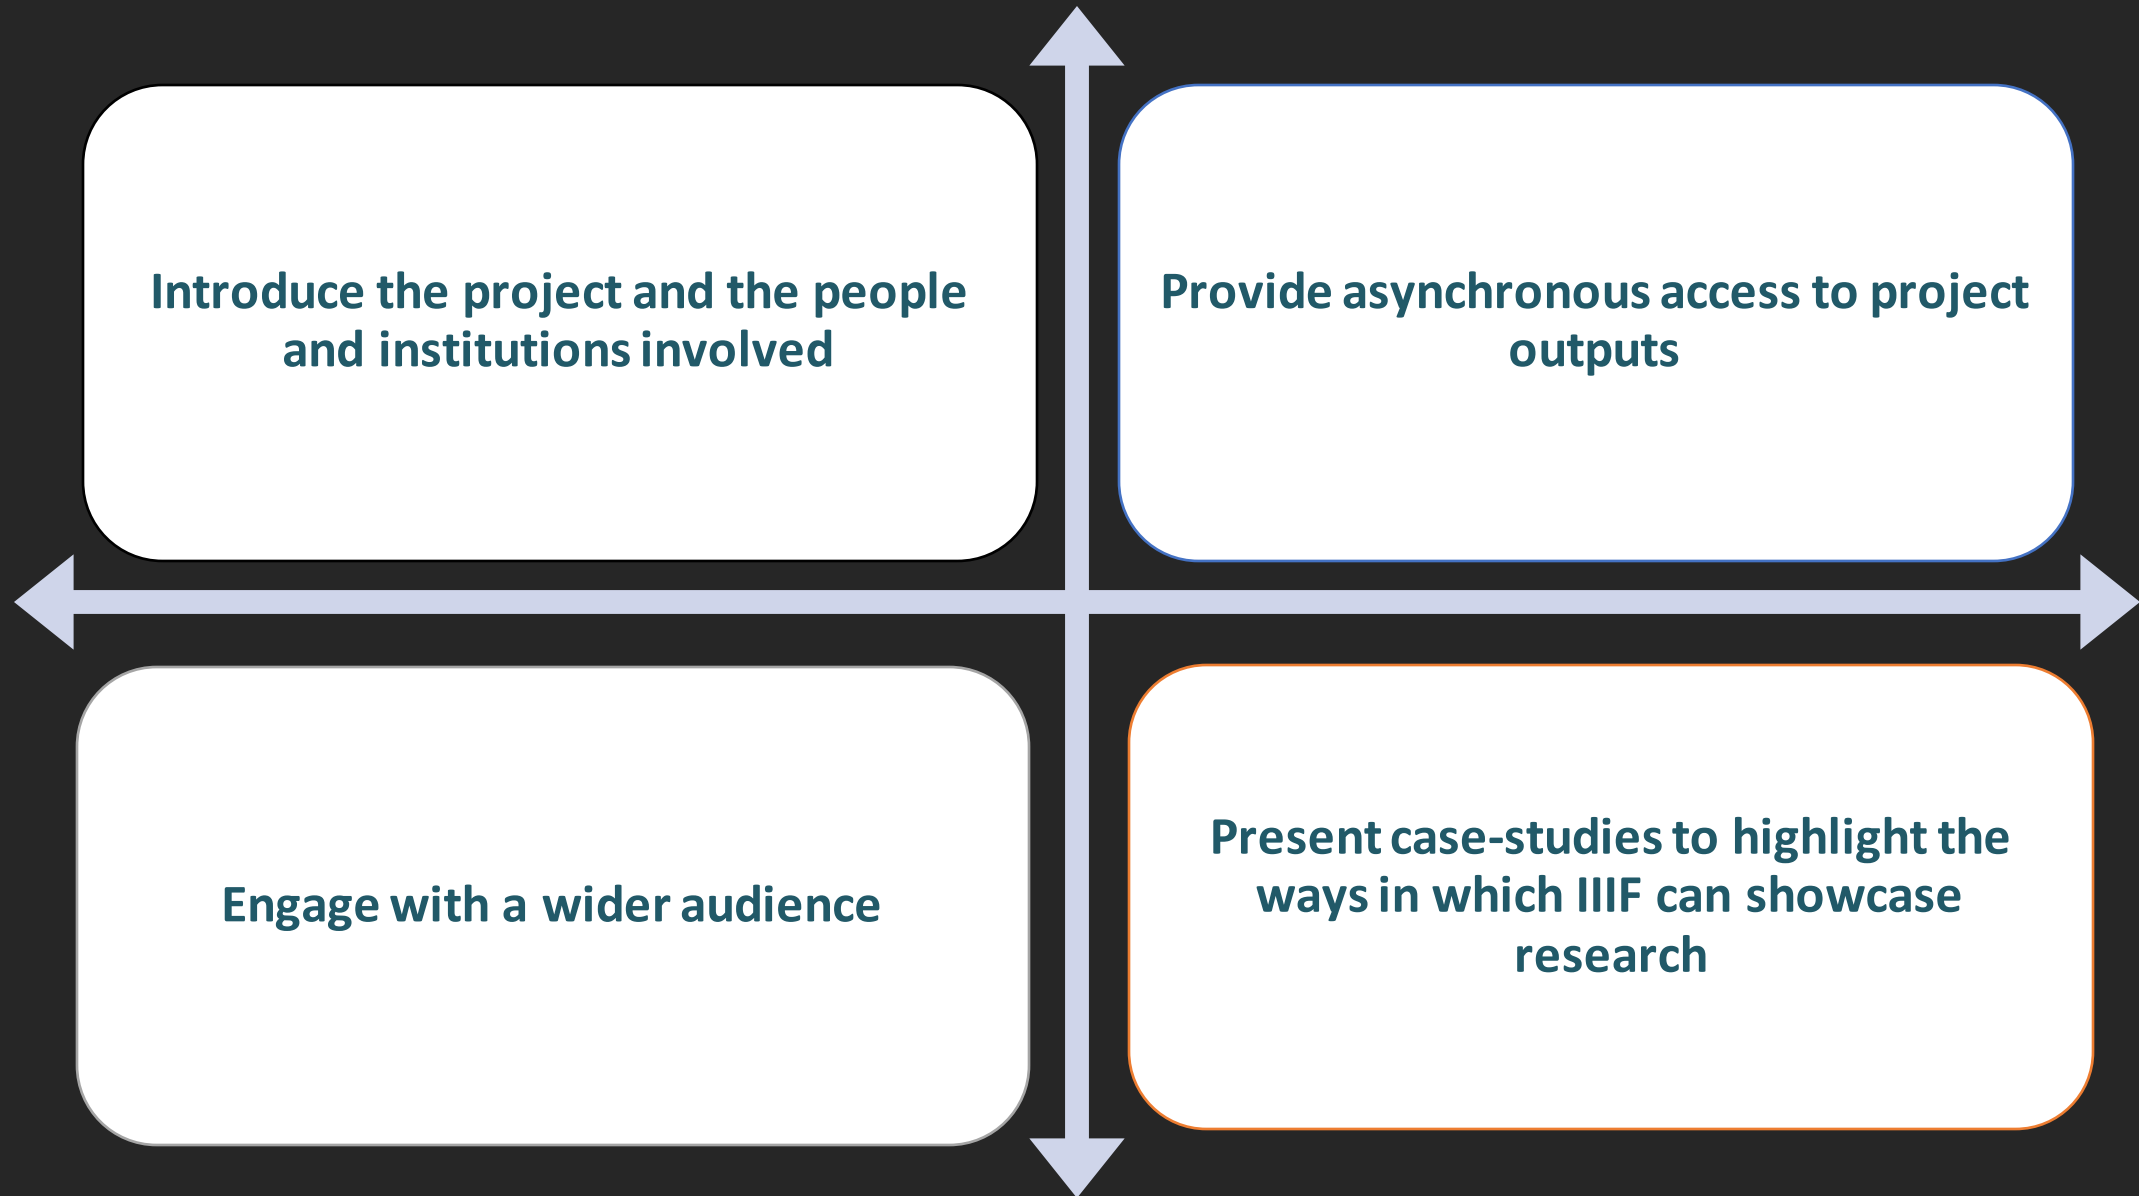 Introduce the project and the people
and institutions involved
Provide asynchronous access to project
outputs
Engage with a wider audience
Present case-studies to highlight the
ways in which IIIF can showcase
research